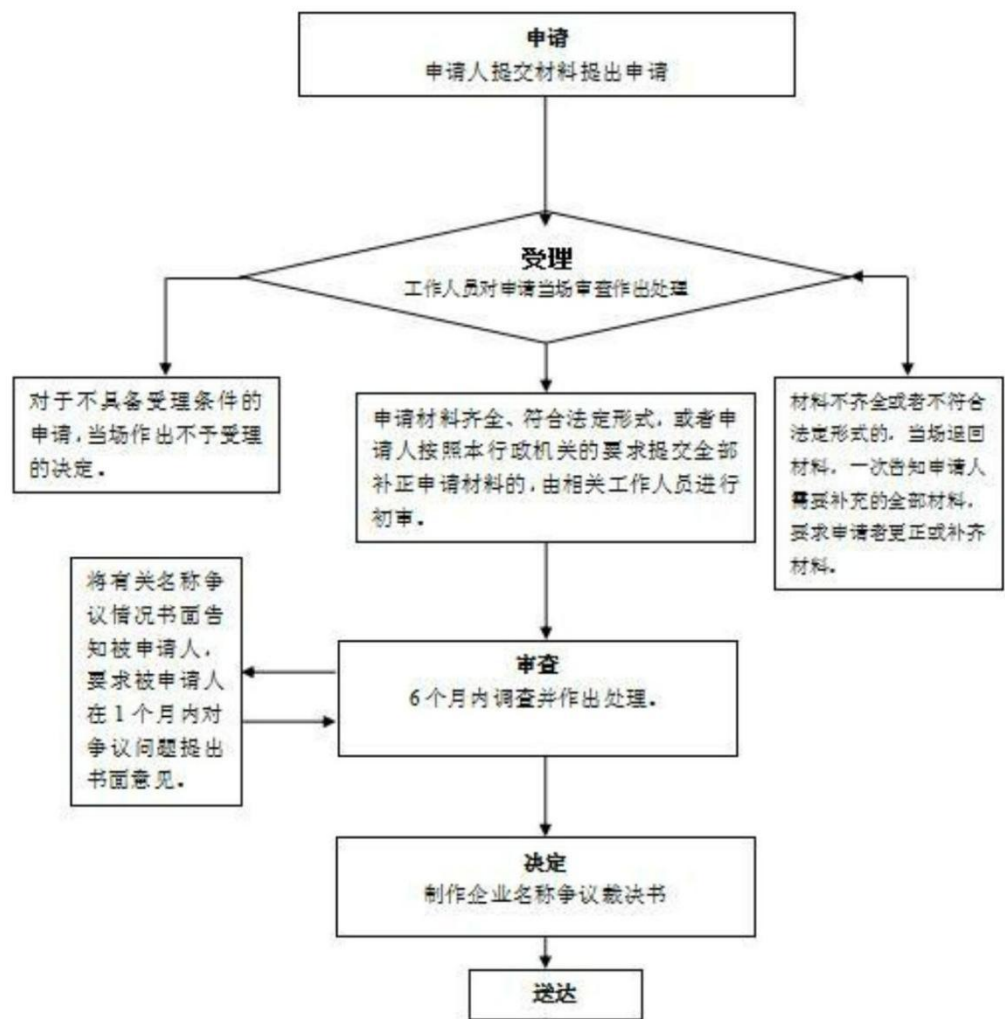 申请
申请人提交材料提出申请
受理
工作人员对申请当场审查作出处理
对于不具备受理条件的
申请,当场作出不予受理
的决定。
申请材料齐全、符合法定形式，或者申
请人按照本行政机关的要求提交全部
补正申请材料的，由相关工作人员进行
初审。
材料不齐全或者不符合
法定形式的，当场退回
材料，一次告知申请人
需要补充的全部材料，
要求申请者更正或补齐
材料。
将有关名称争
议情况书面告
知被申请人，
要求被申请人
在1个月内对
争议问题提出
书面意见。
审查
6个月内调查并作出处理。
决定
制作企业名称争议裁决书
送达